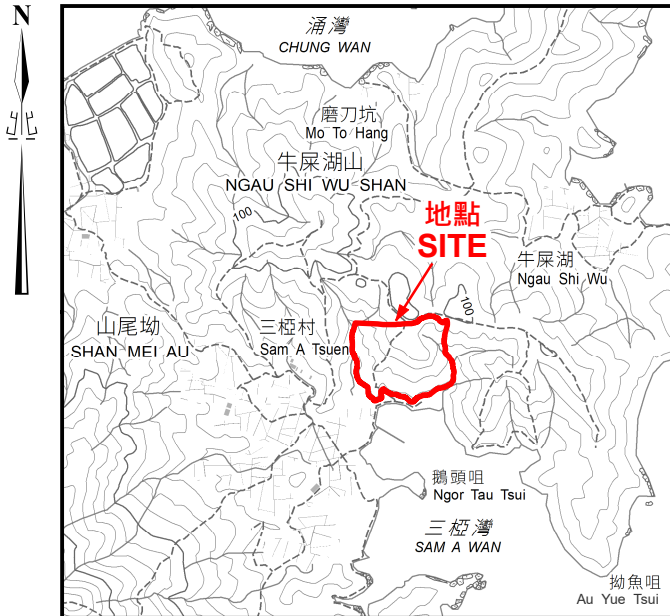 N
涌灣
CHUNG WAN
磨刀坑
Mo To Hang
牛屎湖山
NGAU SHI WU SHAN
100
地點
SITE
牛屎湖
Ngau Shi Wu
100
山尾坳
SHAN MEI AU
三椏村
Sam A Tsuen
鵝頭咀
Ngor Tau Tsui
三椏灣
SAM A WAN
拗魚咀
Au Yue Tsui